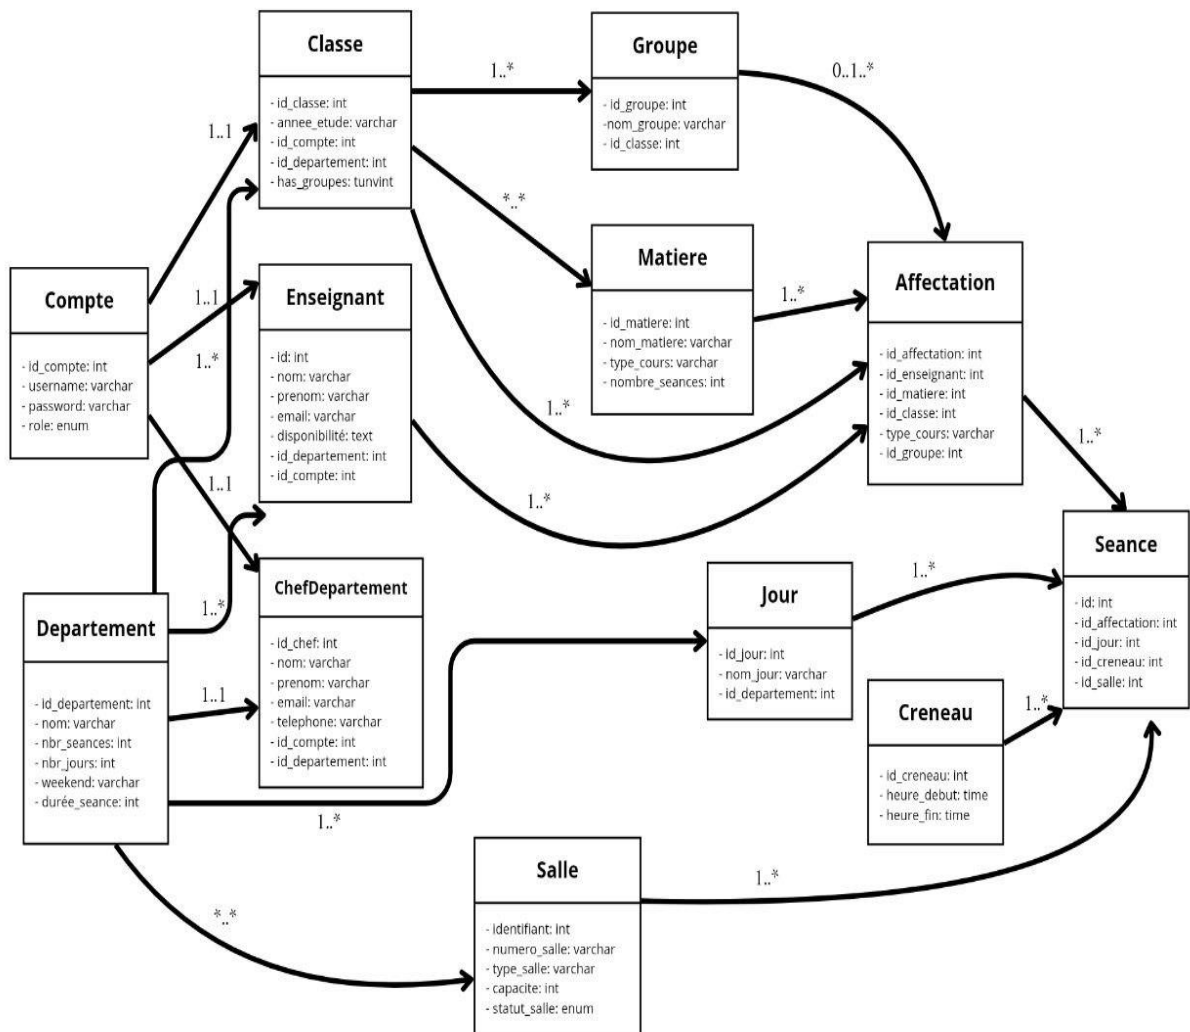 Classe
- id_classe: int
- annee_etude: varchar
- id_compte: int
- id_departement: int
- has_groupes: tunvint
1..*
Groupe
- id_groupe: int
-nom_groupe: varchar
- id_classe: int
0..1..*
1..1
*..*
Compte
- id_compte: int
- username: varchar
- password: varchar
- role: enum
1..1
1..*
1..1
Enseignant
- id: int
- nom: varchar
- prenom: varchar
- email: varchar
- disponibilité: text
- id_departement: int
- id_compte: int
Matiere
- id_matiere: int
- nom_matiere: varchar
- type_cours: varchar
- nombre_seances: int
1..*
1..*
1..*
Affectation
- id_affectation: int
- id_enseignant: int
- id_matiere: int
- id_classe: int
- type_cours: varchar
- id_groupe: int
1..*
Departement
- id_departement: int
- nom: varchar
- nbr_seances: int
- nbr_jours: int
- weekend: varchar
- durée_seance: int
1..*
1..1
1..*
*..*
ChefDepartement
- id_chef: int
- nom: varchar
- prenom: varchar
- email: varchar
- telephone: varchar
- id_compte: int
- id_departement: int
Jour
- id_jour: int
- nom_jour: varchar
- id_departement: int
1..*
Seance
- id: int
- id_affectation: int
- id_jour: int
- id_creneau: int
- id_salle: int
Creneau
- id_creneau: int
- heure_debut: time
- heure_fin: time
1..*
Salle
- identifiant: int
- numero_salle: varchar
- type_salle: varchar
- capacite: int
- statut_salle: enum
1..*